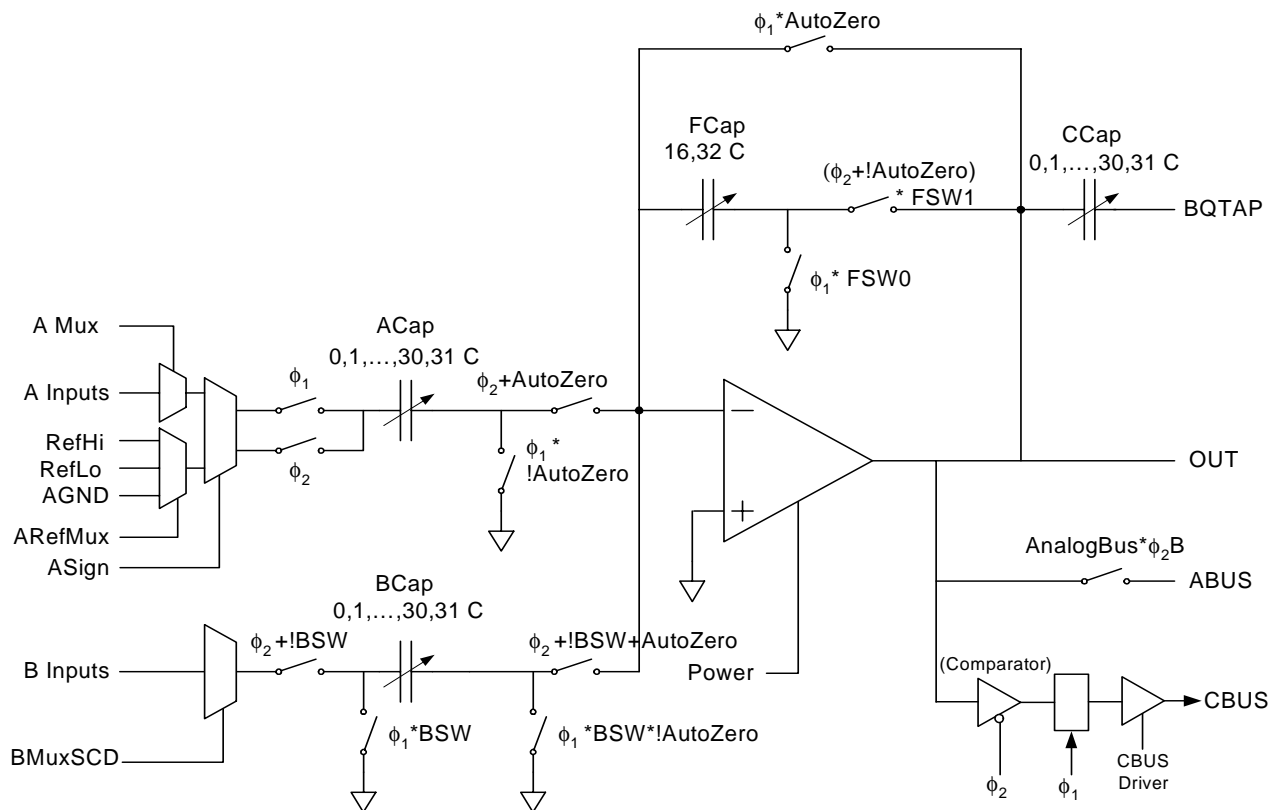 ϕ1*AutoZero
FCap
16,32 C
CCap
0,1,…,30,31 C
(ϕ2+!AutoZero)
* FSW1
BQTAP
ϕ1* FSW0
A Mux
ACap
0,1,…,30,31 C
A Inputs
ϕ1
ϕ2+AutoZero
RefHi
RefLo
AGND
ϕ2
ϕ1*
!AutoZero
−
+
OUT
ARefMux
ASign
AnalogBus*ϕ2B
ABUS
BCap
0,1,…,30,31 C
ϕ2+!BSW
ϕ2+!BSW+AutoZero
B Inputs
Power
(Comparator)
CBUS
ϕ1*BSW
ϕ1*BSW*!AutoZero
BMuxSCD
ϕ2
ϕ1
CBUS
Driver